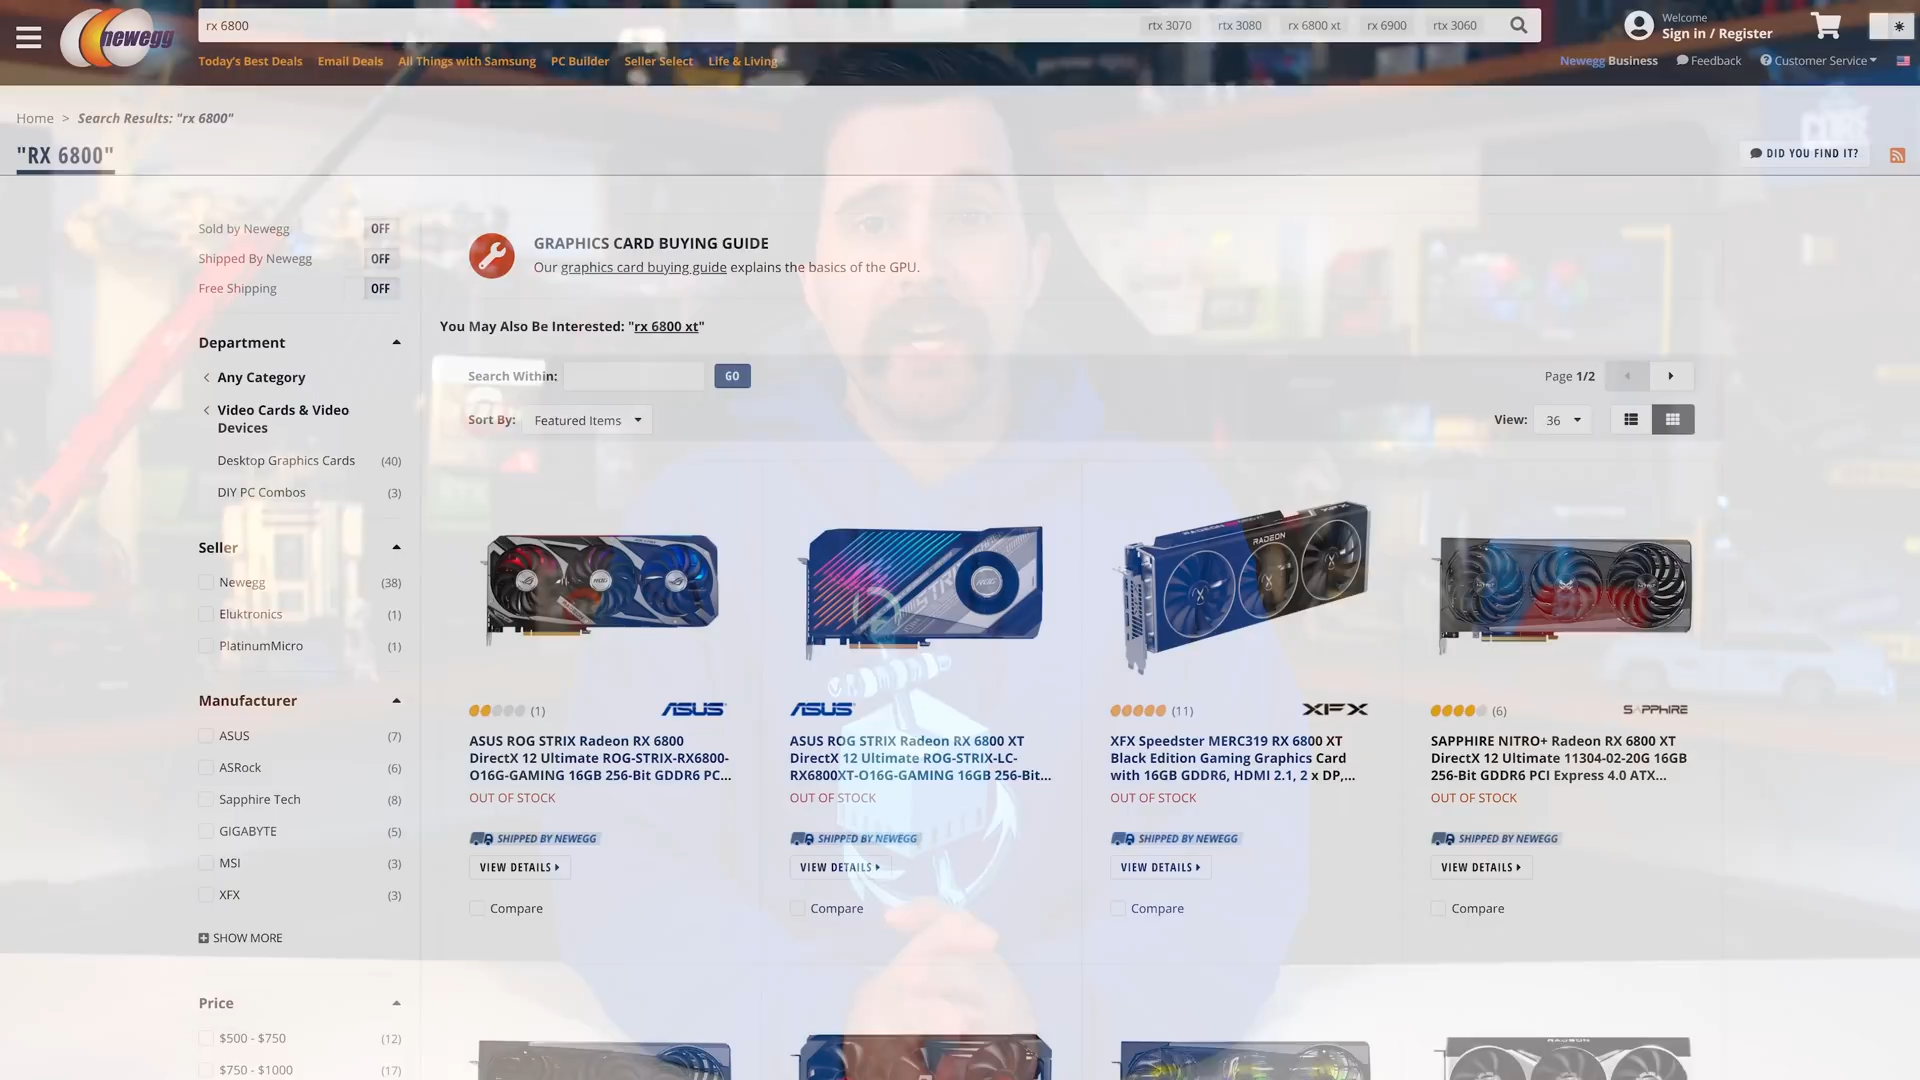 newegg
rx 6800
rtx 3070 rtx 3080 rx 6800 xt rx 6900 rtx 3060
Welcome
Sign in / Register
Today's Best Deals Email Deals All Things with Samsung PC Builder Seller Select Life & Living
Newegg Business Feedback Customer Service
Home > Search Results: "rx 6800"
"RX 6800"
DID YOU FIND IT?
Sold by Newegg OFF
Shipped By Newegg OFF
Free Shipping OFF
Department
Any Category
Video Cards & Video
Devices
Desktop Graphics Cards (40)
DIY PC Combos (3)
Seller
Newegg (38)
Eluktronics (1)
PlatinumMicro (1)
Manufacturer
ASUS (7)
ASRock (6)
Sapphire Tech (8)
GIGABYTE (5)
MSI (3)
XFX (3)
SHOW MORE
Price
$500 - $750 (12)
$750 - $1000 (17)
GRAPHICS CARD BUYING GUIDE
Our graphics card buying guide explains the basics of the GPU.
You May Also Be Interested: "rx 6800 xt"
Search Within: GO
Page 1/2
Sort By: Featured Items
View: 36
RADEON
(1) ASUS
ASUS ROG STRIX Radeon RX 6800
DirectX 12 Ultimate ROG-STRIX-RX6800-
O16G-GAMING 16GB 256-Bit GDDR6 PC...
OUT OF STOCK
SHIPPED BY NEWEGG
VIEW DETAILS
Compare
ASUS
ASUS ROG STRIX Radeon RX 6800 XT
DirectX 12 Ultimate ROG-STRIX-LC-
RX6800XT-O16G-GAMING 16GB 256-Bit...
OUT OF STOCK
SHIPPED BY NEWEGG
VIEW DETAILS
Compare
(11) XFX
XFX Speedster MERC319 RX 6800 XT
Black Edition Gaming Graphics Card
with 16GB GDDR6, HDMI 2.1, 2 x DP,...
OUT OF STOCK
SHIPPED BY NEWEGG
VIEW DETAILS
Compare
(6) SAPPHIRE
SAPPHIRE NITRO+ Radeon RX 6800 XT
DirectX 12 Ultimate 11304-02-20G 16GB
256-Bit GDDR6 PCI Express 4.0 ATX...
OUT OF STOCK
SHIPPED BY NEWEGG
VIEW DETAILS
Compare
RADEON